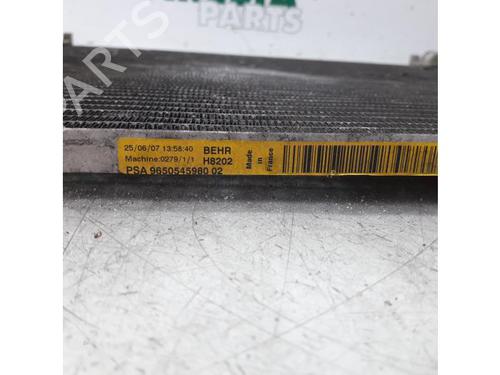 PARTS
25/06/07 13:58:40 BEHR
Machine:0279/1/1 H8202
PSA 9650545980 02
Made in France